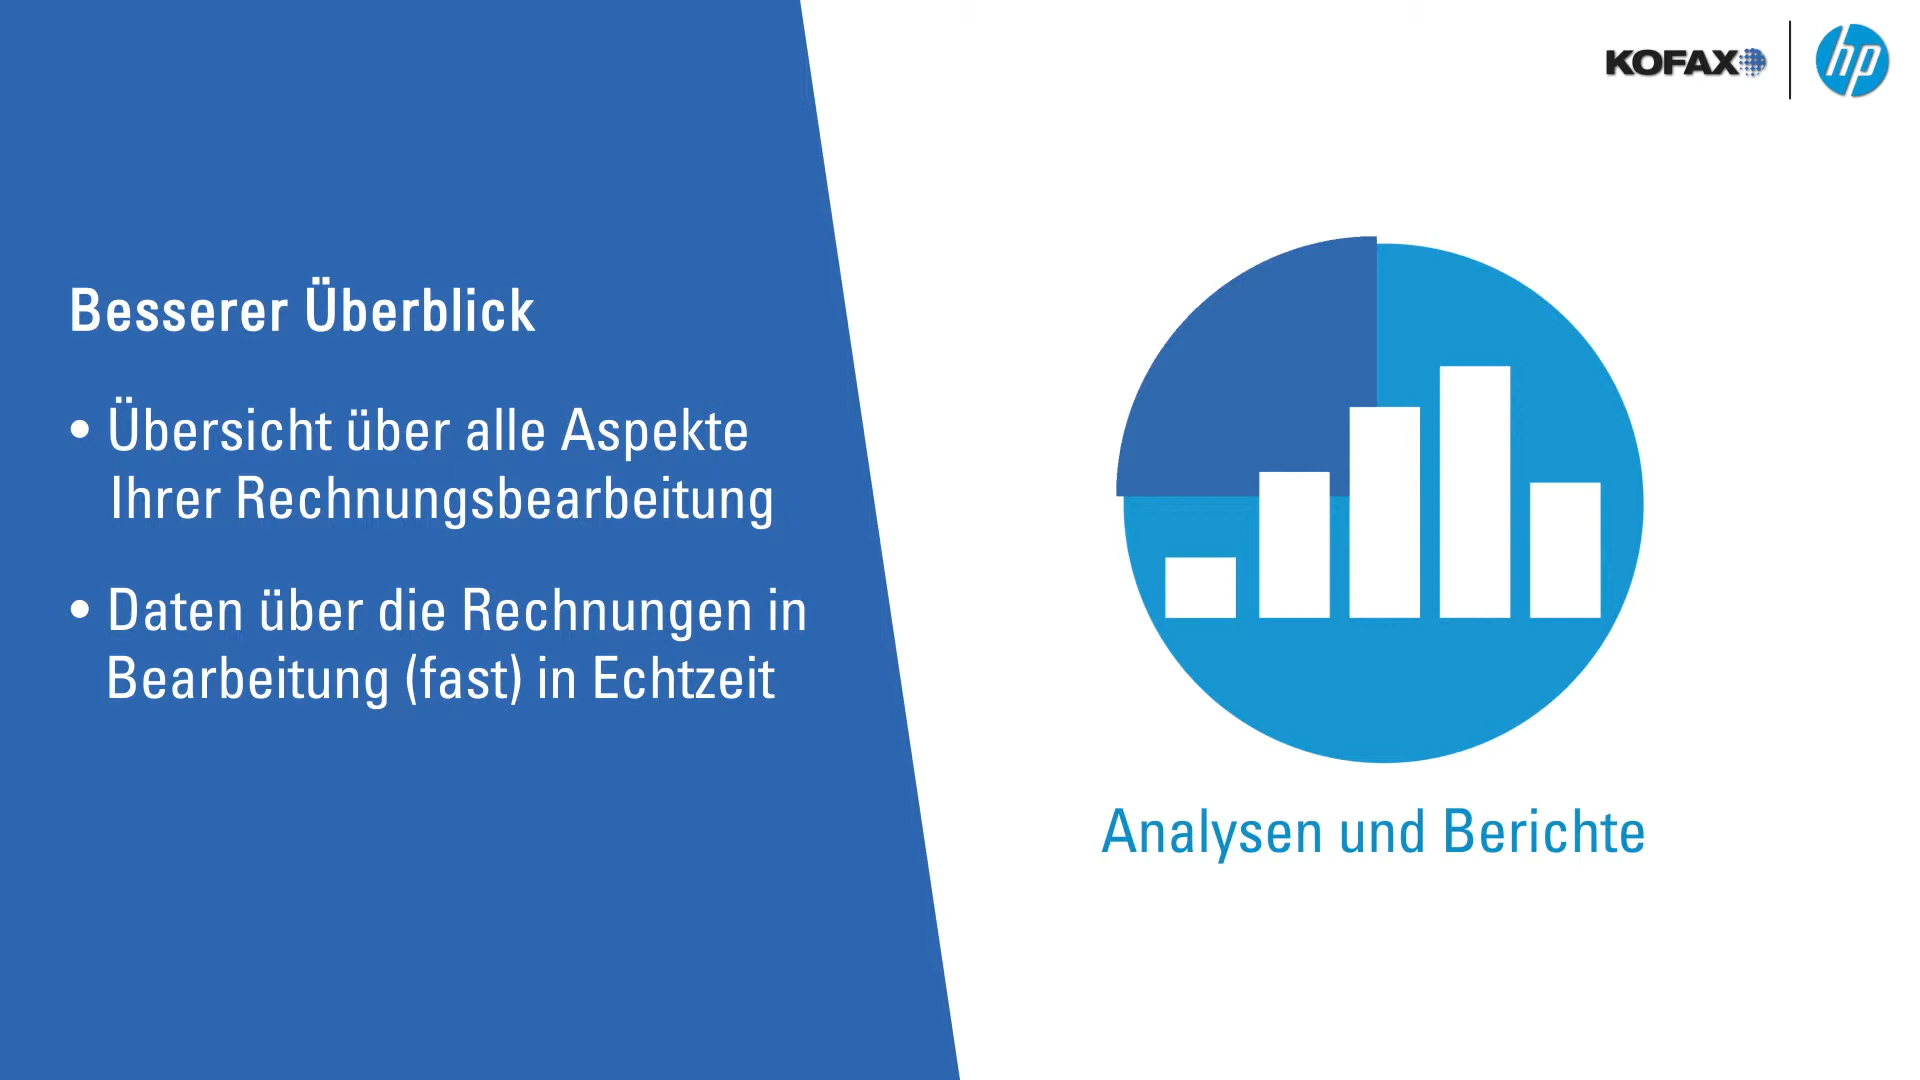 KOFAX hp
Besserer Überblick
• Übersicht über alle Aspekte
Ihrer Rechnungsbearbeitung
• Daten über die Rechnungen in
Bearbeitung (fast) in Echtzeit
Analysen und Berichte